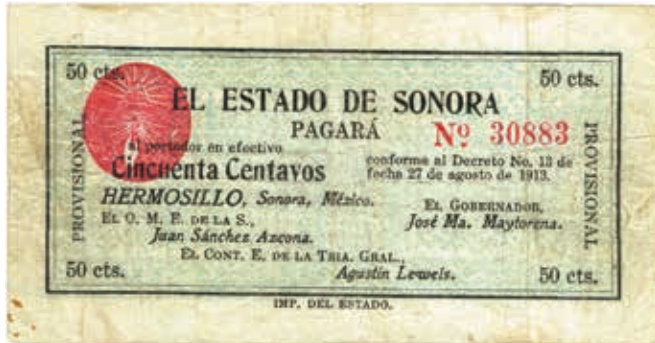 50 cts.
50 cts.
EL ESTADO DE SONORA
PAGARÁ
Nº 30883
PROVISIONAL
PROVISIONAL
al portador en efectivo
Cincuenta Centavos
conforme al Decreto No. 13 de
fecha 27 de agosto de 1913.
HERMOSILLO, Sonora, México.
EL O. M. E. DE LA S.,
Juan Sánchez Azcona.
EL GOBERNADOR,
José Ma. Maytorena.
EL CONT. E. DE LA TRIA. GRAL.,
Agustín Lewels.
50 cts.
50 cts.
IMP. DEL ESTADO.